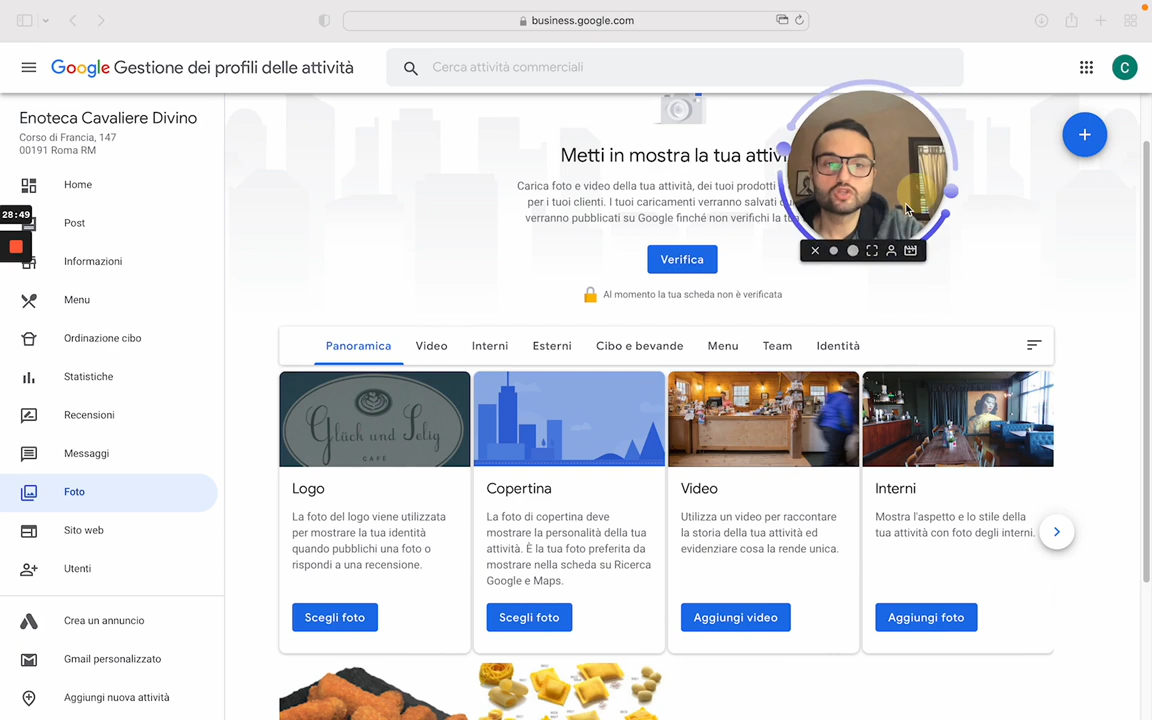 business.google.com
Google Gestione dei profili delle attività
Cerca attività commerciali
C
Enoteca Cavaliere Divino
Corso di Francia, 147
00191 Roma RM
Home
28:49
Post
Informazioni
Menu
Ordinazione cibo
Statistiche
Recensioni
Messaggi
Foto
Sito web
Utenti
Crea un annuncio
Gmail personalizzato
Aggiungi nuova attività
Metti in mostra la tua attivi
Carica foto e video della tua attività, dei tuoi prodotti
per i tuoi clienti. I tuoi caricamenti verranno salvati
verranno pubblicati su Google finché non verifichi la tua
Verifica
Al momento la tua scheda non è verificata
Panoramica
Video
Interni
Esterni
Cibo e bevande
Menu
Team
Identità
Glück und Selig
CAFE
Logo
La foto del logo viene utilizzata
per mostrare la tua identità
quando pubblichi una foto o
rispondi a una recensione.
Scegli foto
Copertina
La foto di copertina deve
mostrare la personalità della tua
attività. È la tua foto preferita da
mostrare nella scheda su Ricerca
Google e Maps.
Scegli foto
Video
Utilizza un video per raccontare
la storia della tua attività ed
evidenziare cosa la rende unica.
Aggiungi video
Interni
Mostra l'aspetto e lo stile della
tua attività con foto degli interni.
Aggiungi foto